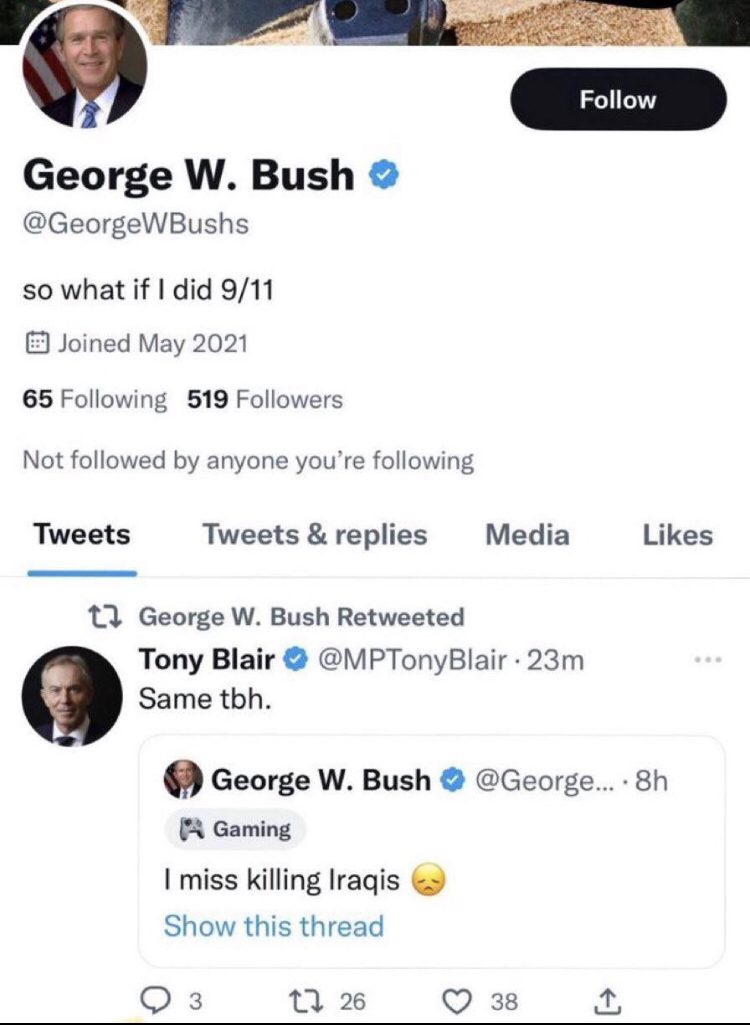 Follow
George W. Bush
@GeorgeWBushs
so what if I did 9/11
Joined May 2021
65 Following 519 Followers
Not followed by anyone you’re following
Tweets Tweets & replies Media Likes
George W. Bush Retweeted
Tony Blair @MPTonyBlair · 23m
Same tbh.
George W. Bush @George... · 8h
Gaming
I miss killing Iraqis 😞
Show this thread
3 26 38